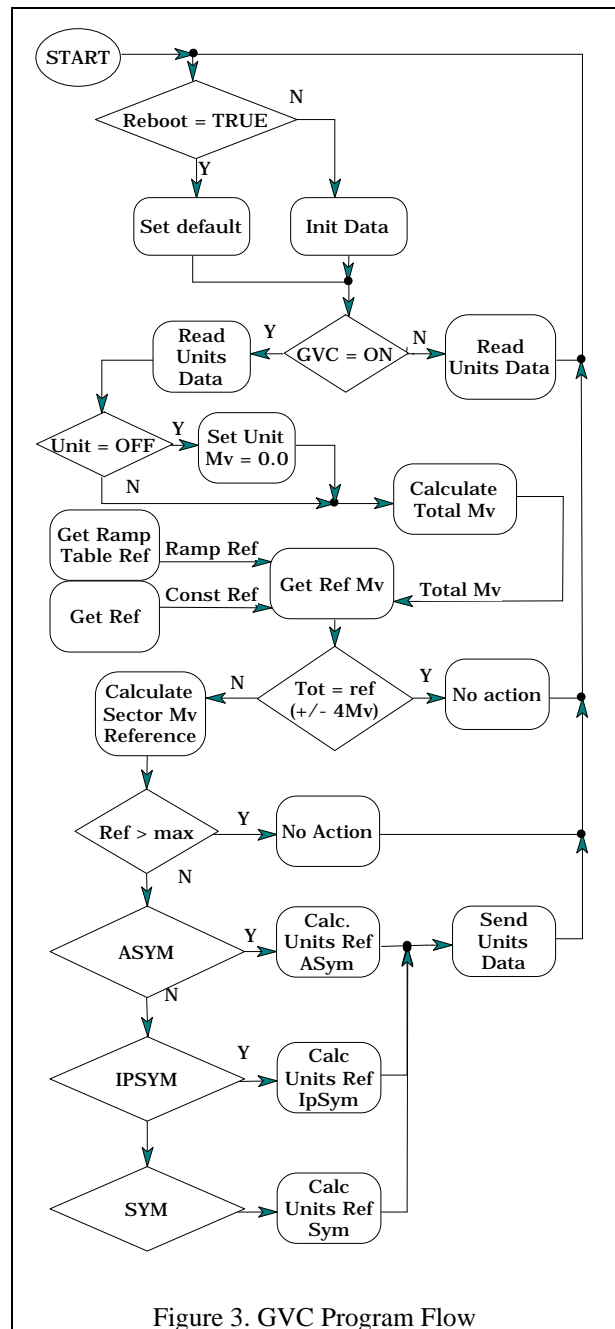 START
N
Reboot = TRUE
Y
Set default
Init Data
Read
Units
Data
Y
GVC = ON
N
Read
Units Data
Unit = OFF
Y
Set Unit
Mv = 0.0
N
Calculate
Total Mv
Get Ramp
Table Ref
Ramp Ref
Get Ref Mv
Total Mv
Get Ref
Const Ref
Calculate
Sector Mv
Reference
N
Tot = ref
(+/- 4Mv)
Y
No action
Ref > max
Y
No Action
N
ASYM
Y
Calc.
Units Ref
ASym
Send
Units
Data
N
IPSYM
Y
Calc
Units Ref
IpSym
SYM
Calc
Units Ref
Sym
Figure 3. GVC Program Flow